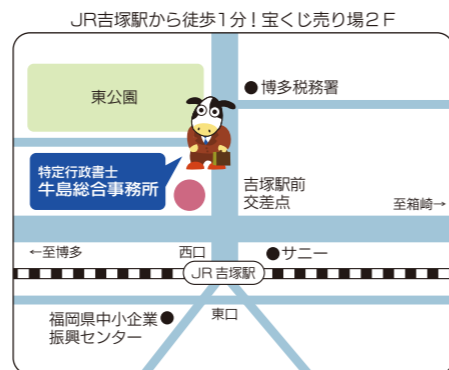 JR吉塚駅から徒歩1分！宝くじ売り場２Ｆ
東公園
博多税務署
特定行政書士
牛島総合事務所
吉塚駅前
交差点
至箱崎→
←至博多
西口
サニー
JR 吉塚駅
東口
福岡県中小企業
振興センター